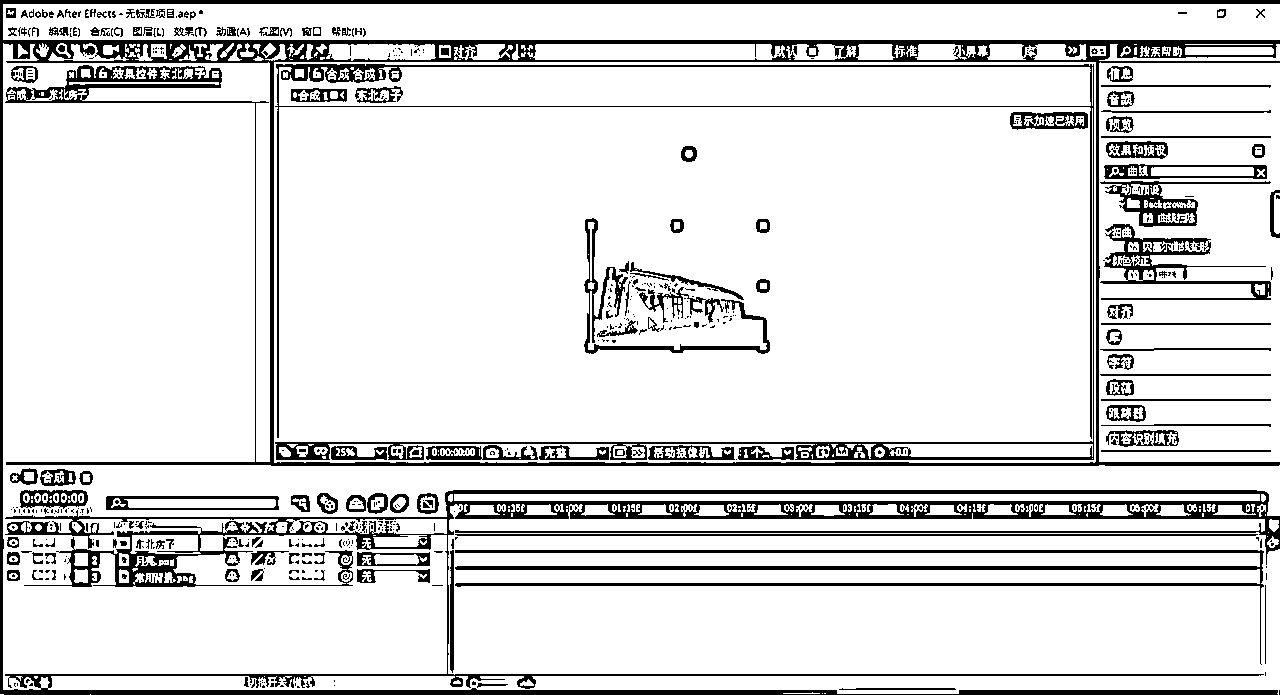 Adobe After Effects - 无标题项目.aep *
文件(F) 编辑(E) 合成(C) 图层(L) 效果(T) 动画(A) 视图(V) 窗口 帮助(H)
对齐 默认 了解 标准 小屏幕 库 搜索帮助
项目 效果控件 东北房子 合成 合成 1
合成 1 · 东北房子
合成 1 东北房子
显示加速已禁用
信息
音频
预览
效果和预设
曲线
动画预设
Backgrounds
扭曲
贝塞尔曲线变形
颜色校正
曲线
对齐
库
字符
段落
跟踪器
内容识别填充
25% 0:00:00:00 完整 活动摄像机 1个 +0.0
合成 1
0:00:00:00
00:15f 01:00f 01:15f 02:00f 02:15f 03:00f 03:15f 04:00f 04:15f 05:00f 05:15f 06:00f 06:15f 07:0
父级和链接
东北房子 无
2 月亮.png 无
3 常用背景.png 无
切换开关/模式